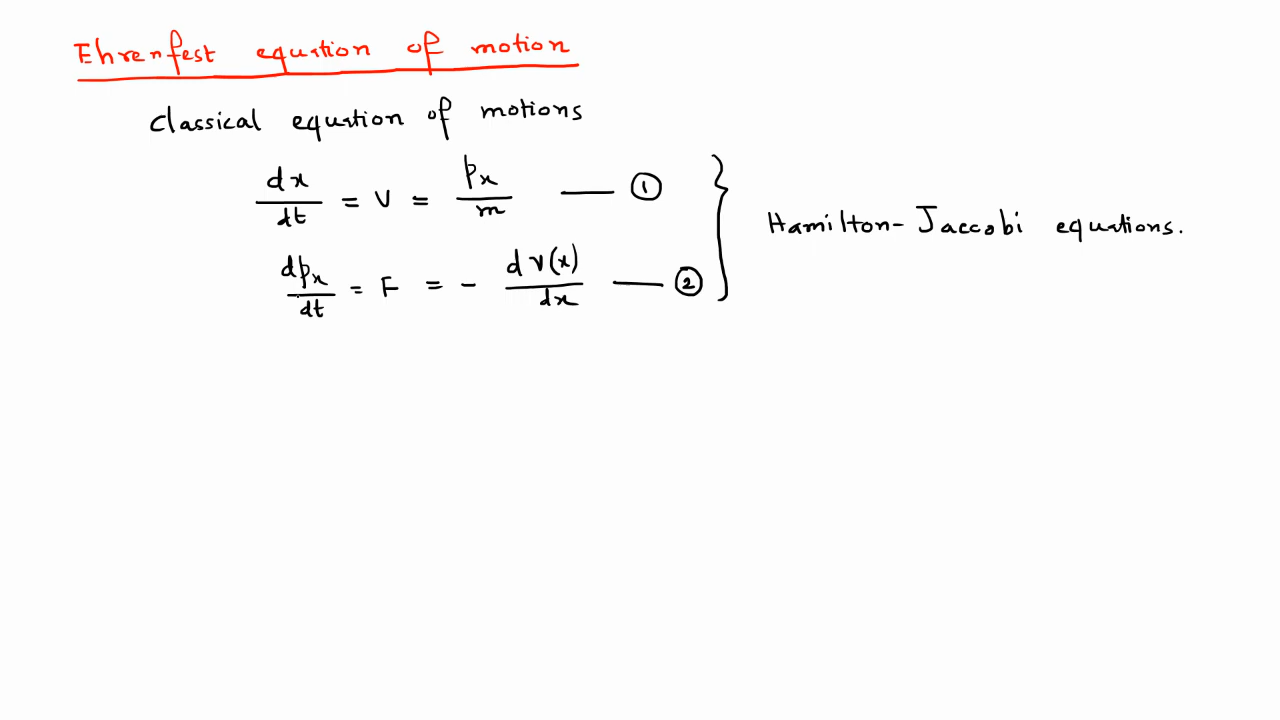 Ehrenfest equation of motion
classical equation of motions
dx/dt = V = px/m —— ①
dpx/dt = F = - dV(x)/dx —— ②
Hamilton-Jaccobi equations.